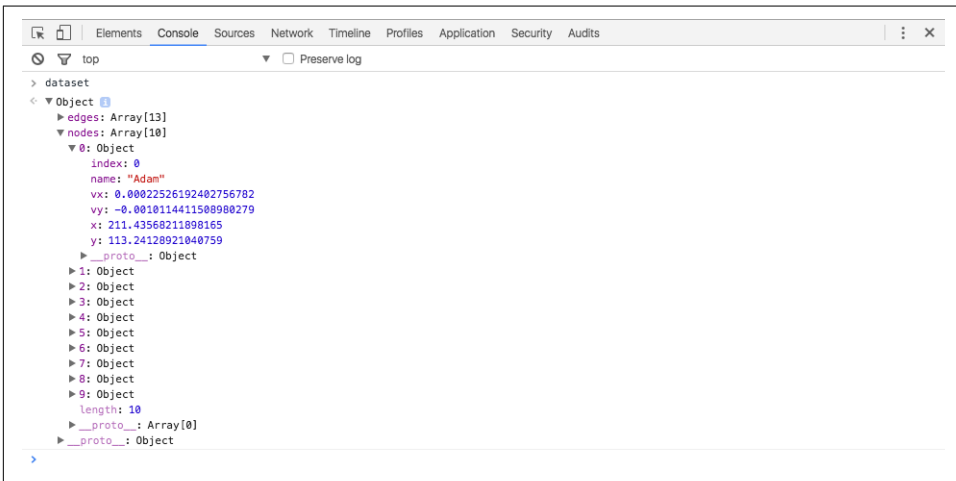 Elements Console Sources Network Timeline Profiles Application Security Audits
top Preserve log
dataset
Object
edges: Array[13]
nodes: Array[10]
0: Object
index: 0
name: "Adam"
vx: 0.00022526192402756782
vy: -0.0010114411508980279
x: 211.43568211898165
y: 113.24128921040759
__proto__: Object
1: Object
2: Object
3: Object
4: Object
5: Object
6: Object
7: Object
8: Object
9: Object
length: 10
__proto__: Array[0]
__proto__: Object